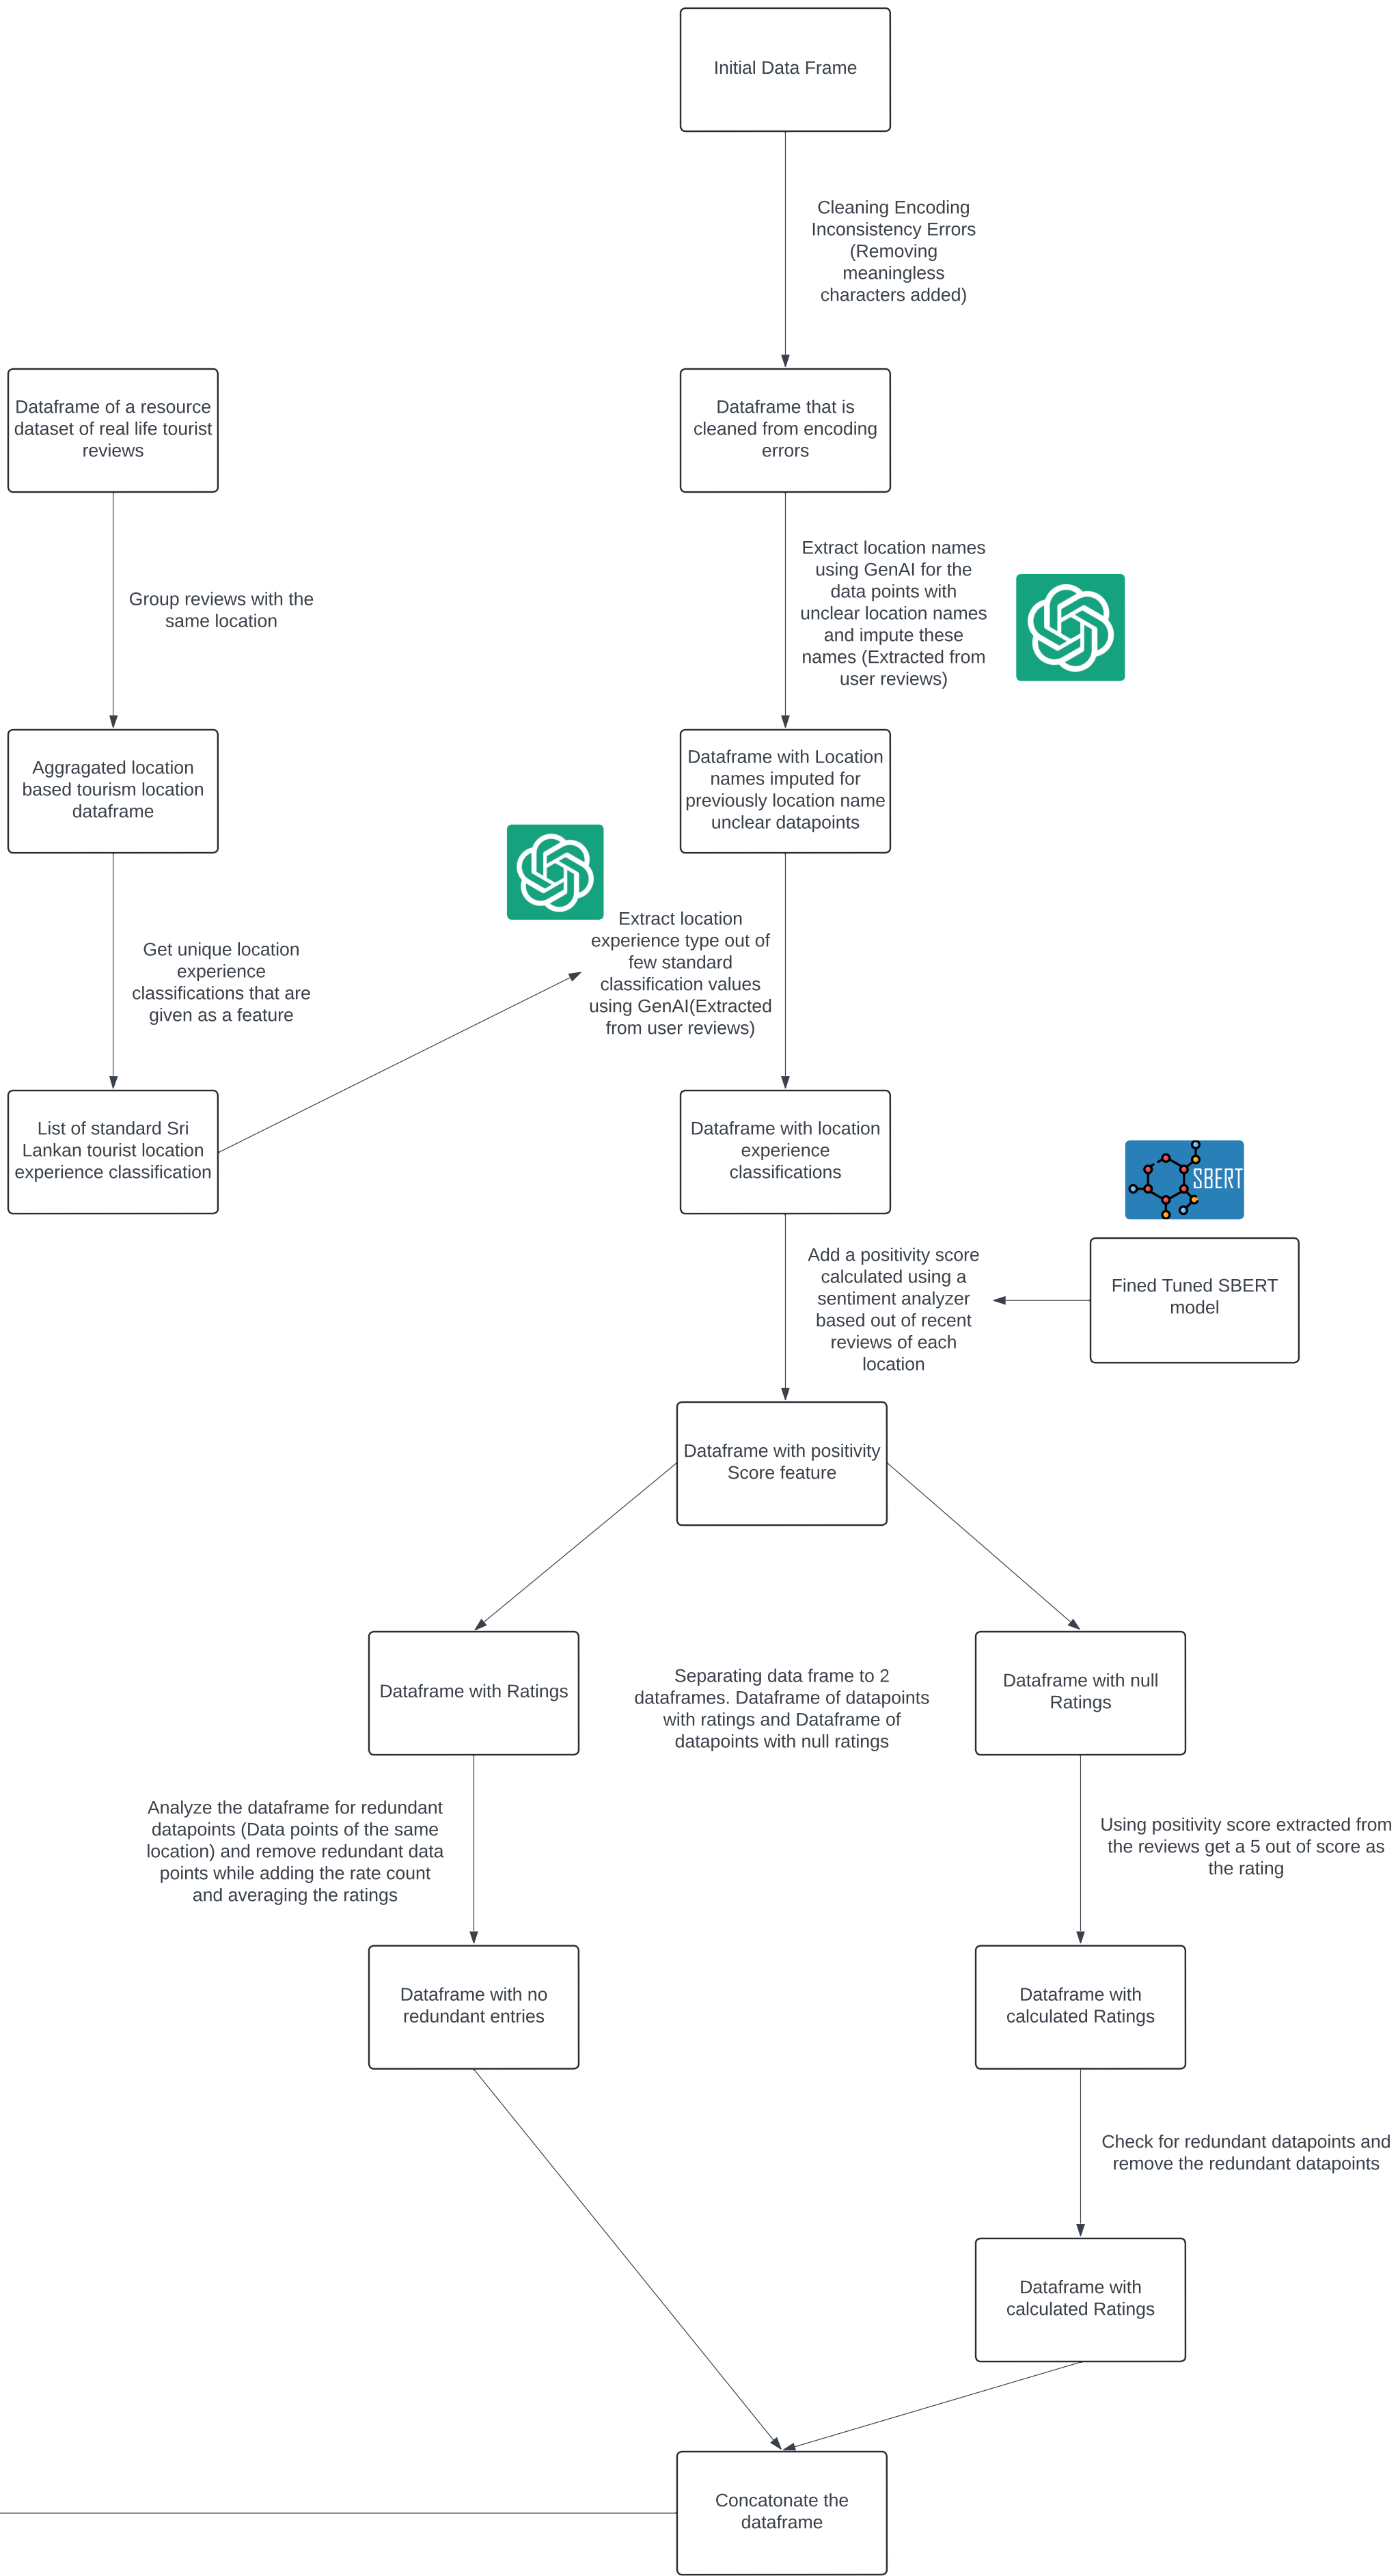 Initial Data Frame
Cleaning Encoding
Inconsistency Errors
(Removing
meaningless
characters added)
Dataframe of a resource
dataset of real life tourist
reviews
Dataframe that is
cleaned from encoding
errors
Group reviews with the
same location
Extract location names
using GenAI for the
data points with
unclear location names
and impute these
names (Extracted from
user reviews)
Aggragated location
based tourism location
dataframe
Dataframe with Location
names imputed for
previously location name
unclear datapoints
Get unique location
experience
classifications that are
given as a feature
Extract location
experience type out of
few standard
classification values
using GenAI(Extracted
from user reviews)
List of standard Sri
Lankan tourist location
experience classification
Dataframe with location
experience
classifications
SBERT
Add a positivity score
calculated using a
sentiment analyzer
based out of recent
reviews of each
location
Fined Tuned SBERT
model
Dataframe with positivity
Score feature
Dataframe with Ratings
Separating data frame to 2
dataframes. Dataframe of datapoints
with ratings and Dataframe of
datapoints with null ratings
Dataframe with null
Ratings
Analyze the dataframe for redundant
datapoints (Data points of the same
location) and remove redundant data
points while adding the rate count
and averaging the ratings
Using positivity score extracted from
the reviews get a 5 out of score as
the rating
Dataframe with no
redundant entries
Dataframe with
calculated Ratings
Check for redundant datapoints and
remove the redundant datapoints
Dataframe with
calculated Ratings
Concatonate the
dataframe